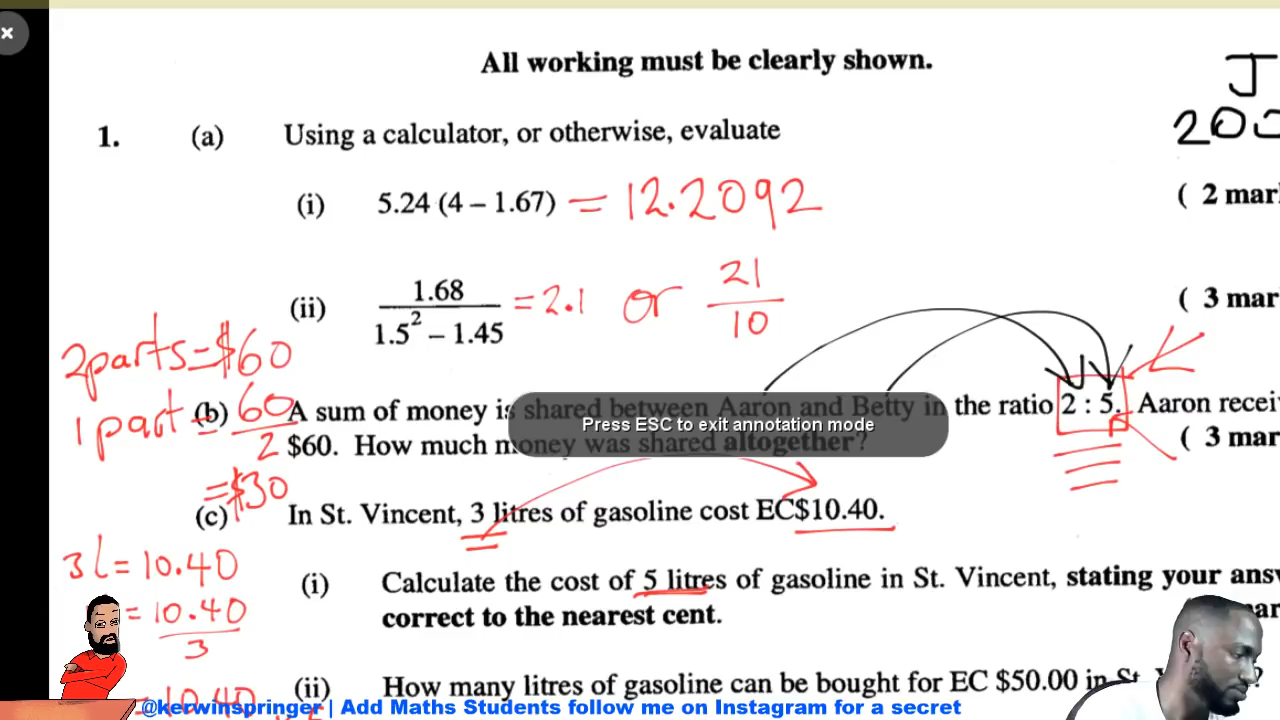 All working must be clearly shown.
J
200
1. (a) Using a calculator, or otherwise, evaluate
(i) 5.24 (4 – 1.67) = 12.2092
( 2 mar
(ii) 1.68 / 1.5² – 1.45 = 2.1 or 21/10
( 3 mar
2parts = $60
1 part = 60/2
= $30
(b) A sum of money is shared between Aaron and Betty in the ratio 2 : 5. Aaron recei
$60. How much money was shared altogether?
( 3 mar
Press ESC to exit annotation mode
(c) In St. Vincent, 3 litres of gasoline cost EC$10.40.
3 l = 10.40
= 10.40/3
= 10.40
(i) Calculate the cost of 5 litres of gasoline in St. Vincent, stating your answ
correct to the nearest cent.
(ii) How many litres of gasoline can be bought for EC $50.00 in St.
@kerwinspringer | Add Maths Students follow me on Instagram for a secret